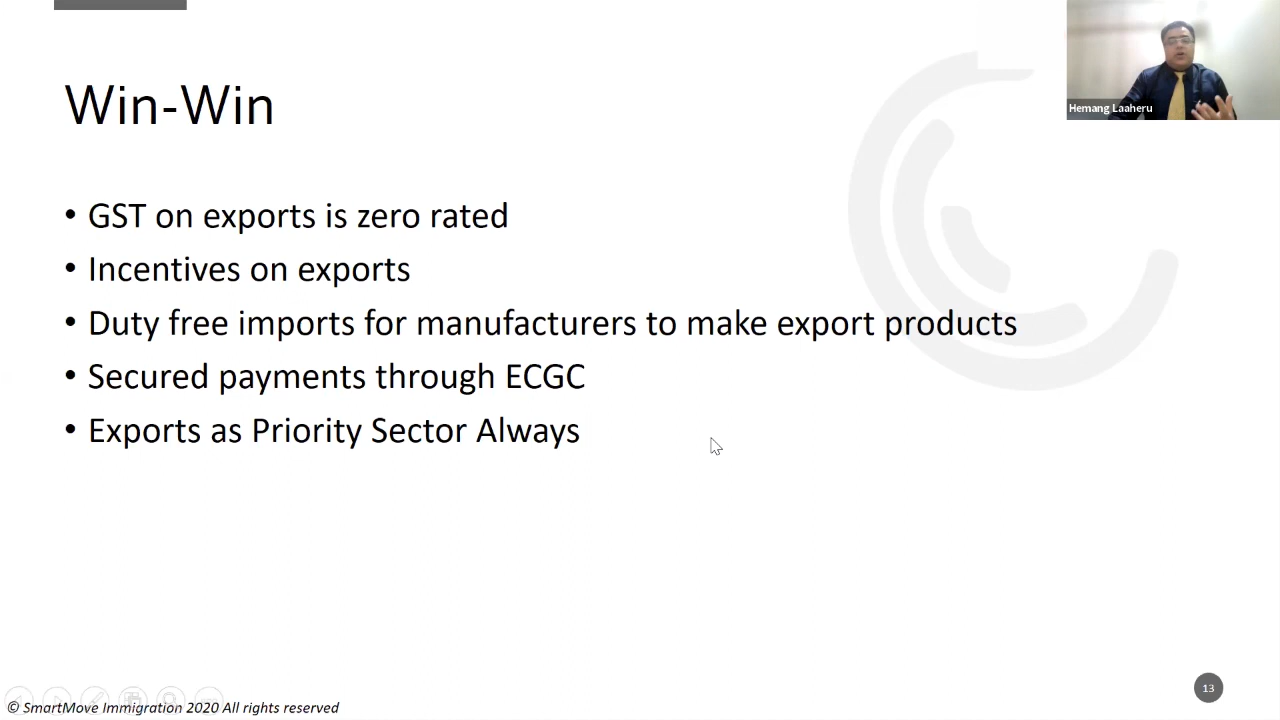 Win-Win
Hemang Laaheru
• GST on exports is zero rated
• Incentives on exports
• Duty free imports for manufacturers to make export products
• Secured payments through ECGC
• Exports as Priority Sector Always
13
© SmartMove Immigration 2020 All rights reserved